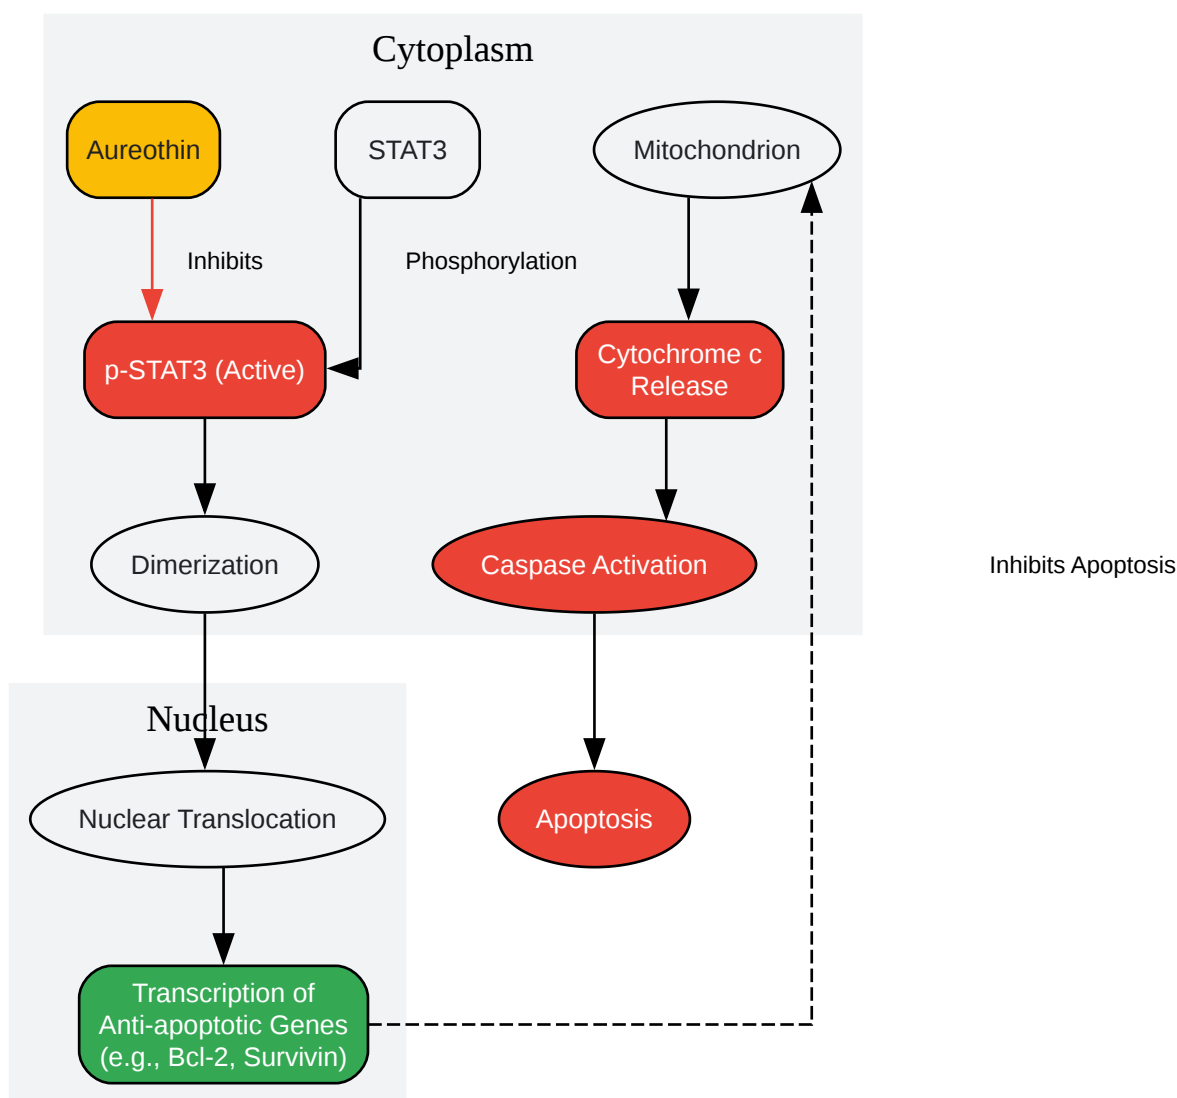 Cytoplasm
Aureothin
STAT3
Mitochondrion
Inhibits
Phosphorylation
p-STAT3 (Active)
Cytochrome c
Release
Dimerization
Caspase Activation
Inhibits Apoptosis
Nucleus
Nuclear Translocation
Apoptosis
Transcription of
Anti-apoptotic Genes
(e.g., Bcl-2, Survivin)